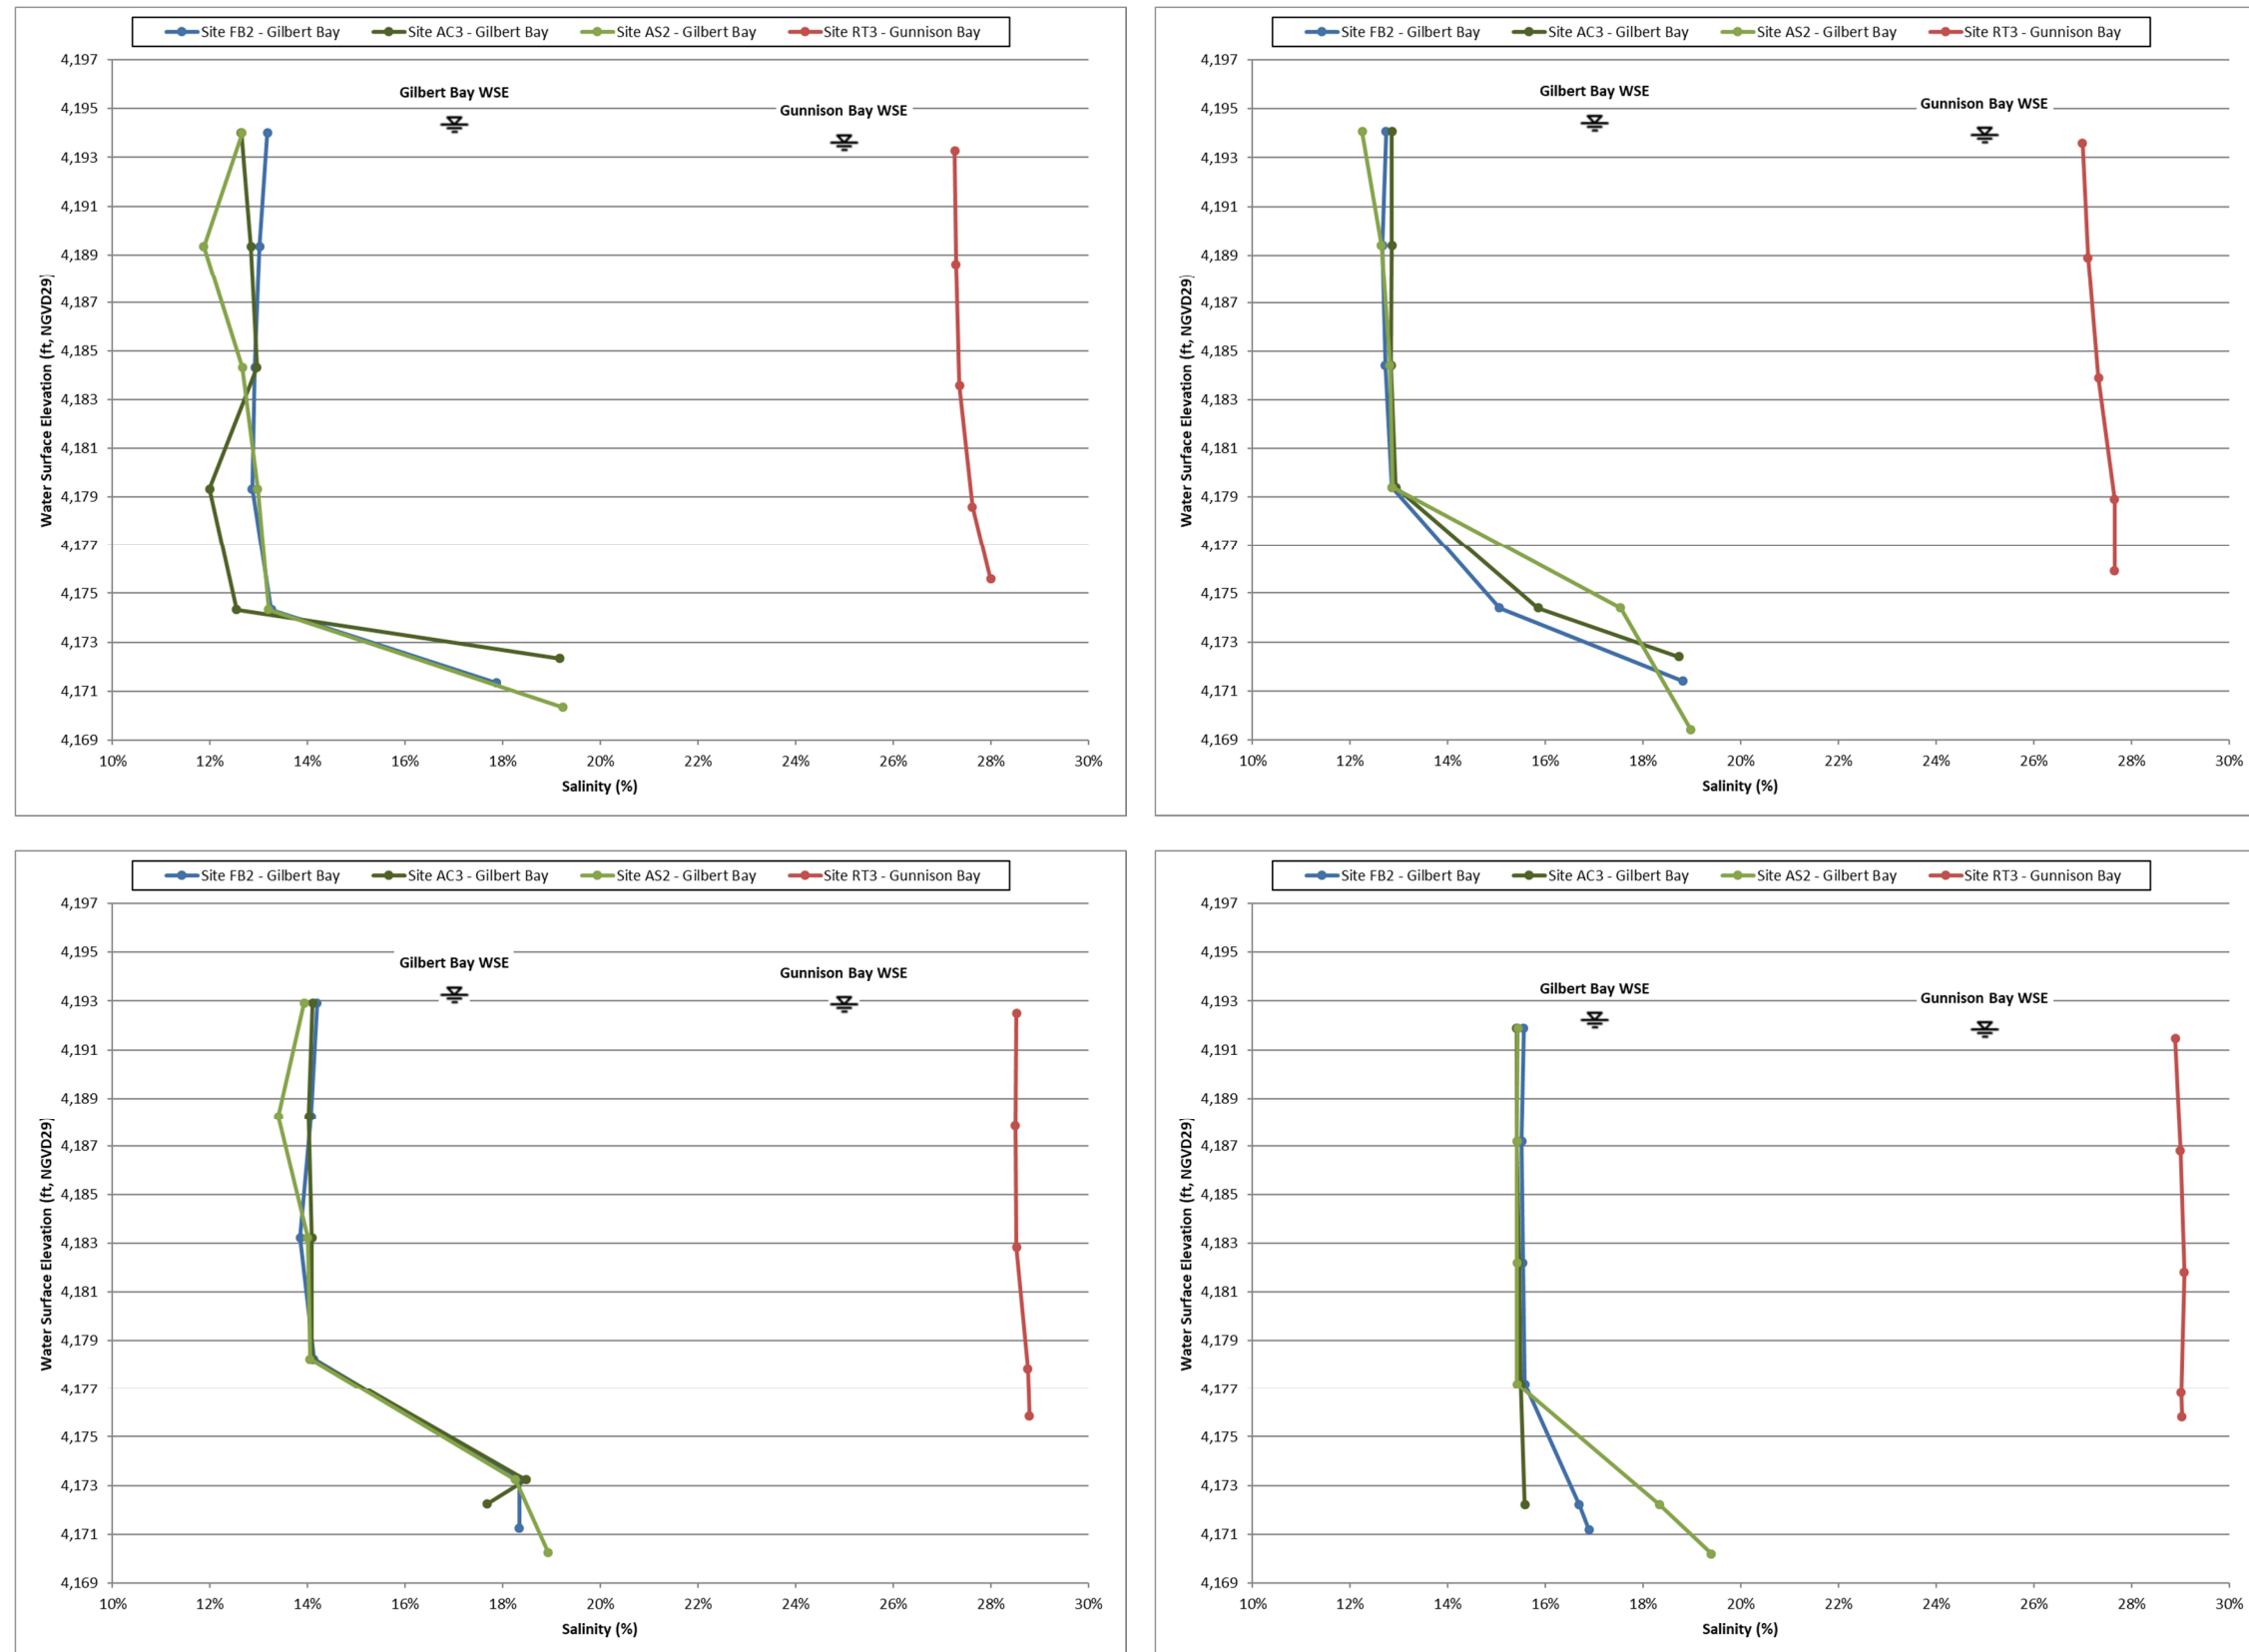 Site FB2 - Gilbert Bay Site AC3 - Gilbert Bay Site AS2 - Gilbert Bay Site RT3 - Gunnison Bay
4,197
4,195
4,193
4,191
4,189
4,187
4,185
4,183
4,181
4,179
4,177
4,175
4,173
4,171
4,169
Water Surface Elevation (ft, NGVD29)
Gilbert Bay WSE
Gunnison Bay WSE
10% 12% 14% 16% 18% 20% 22% 24% 26% 28% 30%
Salinity (%)
Site FB2 - Gilbert Bay Site AC3 - Gilbert Bay Site AS2 - Gilbert Bay Site RT3 - Gunnison Bay
4,197
4,195
4,193
4,191
4,189
4,187
4,185
4,183
4,181
4,179
4,177
4,175
4,173
4,171
4,169
Water Surface Elevation (ft, NGVD29)
Gilbert Bay WSE
Gunnison Bay WSE
10% 12% 14% 16% 18% 20% 22% 24% 26% 28% 30%
Salinity (%)
Site FB2 - Gilbert Bay Site AC3 - Gilbert Bay Site AS2 - Gilbert Bay Site RT3 - Gunnison Bay
4,197
4,195
4,193
4,191
4,189
4,187
4,185
4,183
4,181
4,179
4,177
4,175
4,173
4,171
4,169
Water Surface Elevation (ft, NGVD29)
Gilbert Bay WSE
Gunnison Bay WSE
10% 12% 14% 16% 18% 20% 22% 24% 26% 28% 30%
Salinity (%)
Site FB2 - Gilbert Bay Site AC3 - Gilbert Bay Site AS2 - Gilbert Bay Site RT3 - Gunnison Bay
4,197
4,195
4,193
4,191
4,189
4,187
4,185
4,183
4,181
4,179
4,177
4,175
4,173
4,171
4,169
Water Surface Elevation (ft, NGVD29)
Gilbert Bay WSE
Gunnison Bay WSE
10% 12% 14% 16% 18% 20% 22% 24% 26% 28% 30%
Salinity (%)